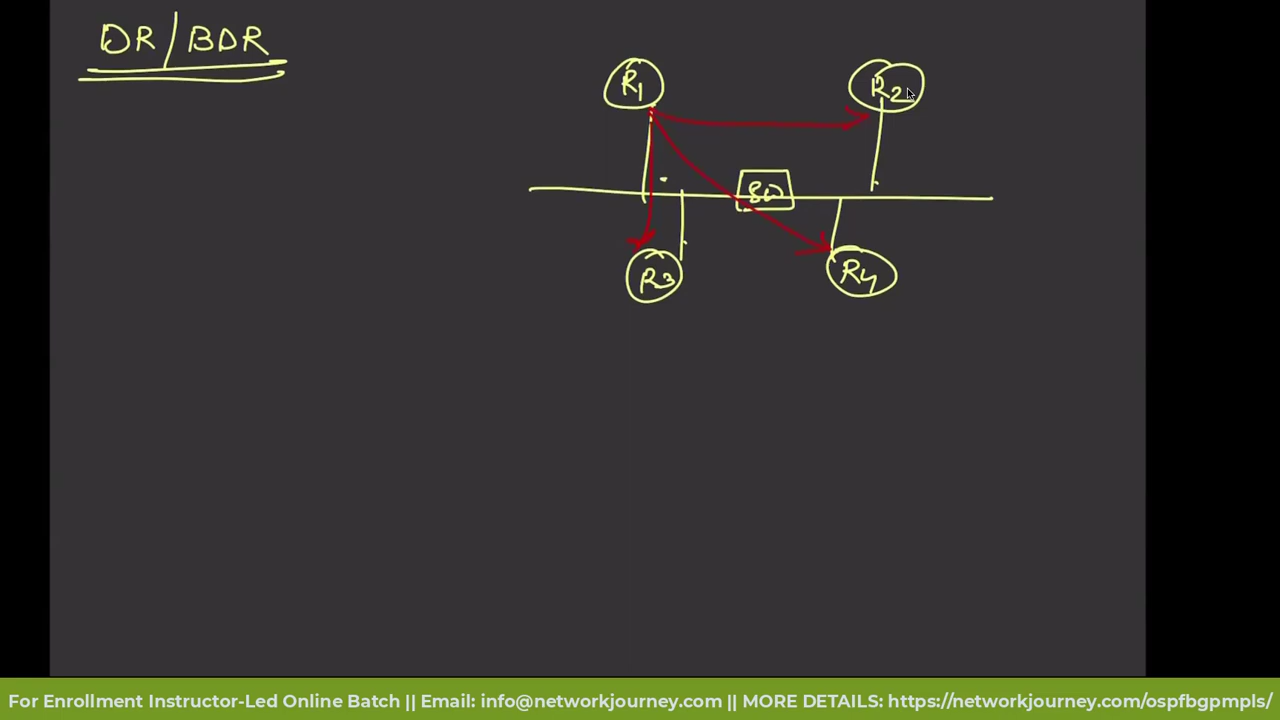 DR/BDR
R1
R2
SW
R3
R4
For Enrollment Instructor-Led Online Batch || Email: info@networkjourney.com || MORE DETAILS: https://networkjourney.com/ospfbgpmpls/